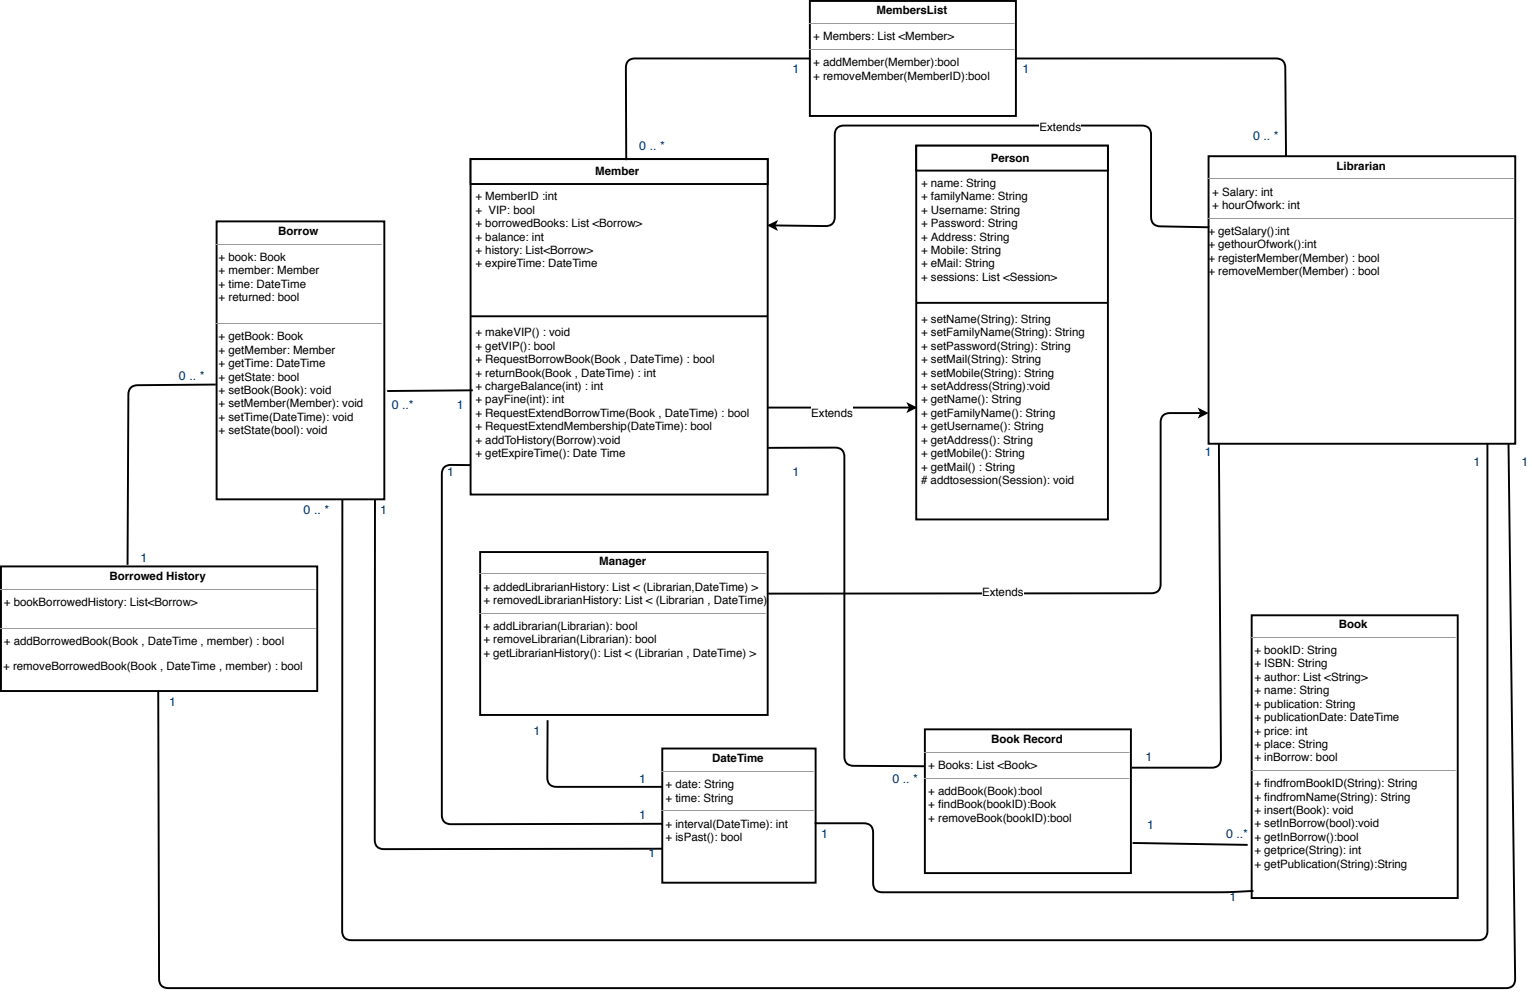 MembersList
+ Members: List <Member>
+ addMember(Member):bool
+ removeMember(MemberID):bool
1
1
0 .. *
0 .. *
Extends
Member
+ MemberID :int
+ VIP: bool
+ borrowedBooks: List <Borrow>
+ balance: int
+ history: List<Borrow>
+ expireTime: DateTime
+ makeVIP() : void
+ getVIP(): bool
+ RequestBorrowBook(Book , DateTime) : bool
+ returnBook(Book , DateTime) : int
+ chargeBalance(int) : int
+ payFine(int): int
+ RequestExtendBorrowTime(Book , DateTime) : bool
+ RequestExtendMembership(DateTime): bool
+ addToHistory(Borrow):void
+ getExpireTime(): Date Time
Person
+ name: String
+ familyName: String
+ Username: String
+ Password: String
+ Address: String
+ Mobile: String
+ eMail: String
+ sessions: List <Session>
+ setName(String): String
+ setFamilyName(String): String
+ setPassword(String): String
+ setMail(String): String
+ setMobile(String): String
+ setAddress(String):void
+ getName(): String
+ getFamilyName(): String
+ getUsername(): String
+ getAddress(): String
+ getMobile(): String
+ getMail() : String
# addtosession(Session): void
Librarian
+ Salary: int
+ hourOfwork: int
+ getSalary():int
+ gethourOfwork():int
+ registerMember(Member) : bool
+ removeMember(Member) : bool
Borrow
+ book: Book
+ member: Member
+ time: DateTime
+ returned: bool
+ getBook: Book
+ getMember: Member
+ getTime: DateTime
+ getState: bool
+ setBook(Book): void
+ setMember(Member): void
+ setTime(DateTime): void
+ setState(bool): void
0 .. *
0 ..*
1
Extends
1
1
1
1
1
0 .. *
1
1
Borrowed History
+ bookBorrowedHistory: List<Borrow>
+ addBorrowedBook(Book , DateTime , member) : bool
+ removeBorrowedBook(Book , DateTime , member) : bool
1
Manager
+ addedLibrarianHistory: List < (Librarian,DateTime) >
+ removedLibrarianHistory: List < (Librarian , DateTime)
+ addLibrarian(Librarian): bool
+ removeLibrarian(Librarian): bool
+ getLibrarianHistory(): List < (Librarian , DateTime) >
Extends
1
1
1
1
DateTime
+ date: String
+ time: String
+ interval(DateTime): int
+ isPast(): bool
1
Book Record
+ Books: List <Book>
+ addBook(Book):bool
+ findBook(bookID):Book
+ removeBook(bookID):bool
0 .. *
1
1
0 ..*
Book
+ bookID: String
+ ISBN: String
+ author: List <String>
+ name: String
+ publication: String
+ publicationDate: DateTime
+ price: int
+ place: String
+ inBorrow: bool
+ findfromBookID(String): String
+ findfromName(String): String
+ insert(Book): void
+ setInBorrow(bool):void
+ getInBorrow():bool
+ getprice(String): int
+ getPublication(String):String
1